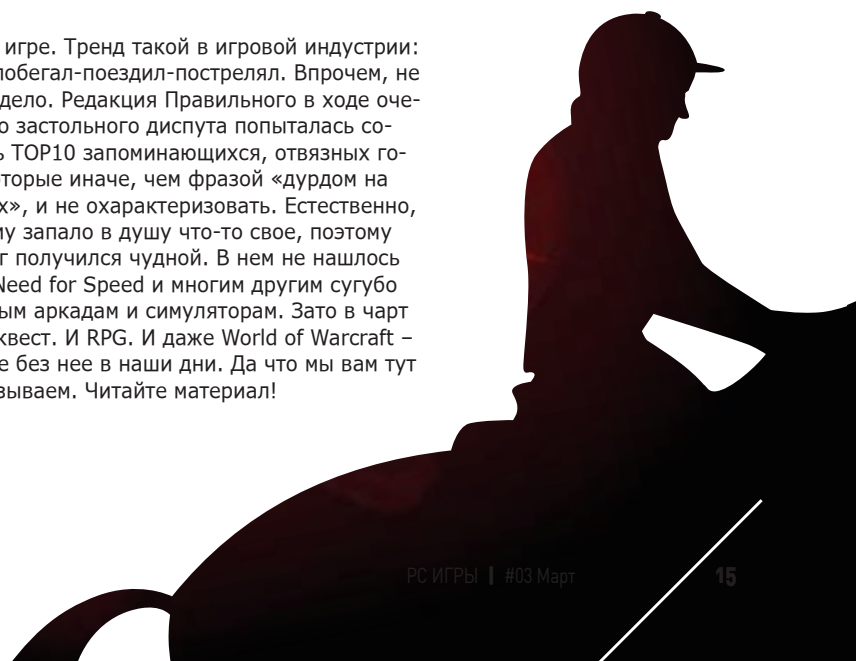 игре. Тренд такой в игровой индустрии:
побегал-поездил-пострелял. Впрочем, не
дело. Редакция Правильного в ходе оче-
о застольного диспута попыталась со-
ь TOP10 запоминающихся, отвязных го-
оторые иначе, чем фразой «дурдом на
х», и не охарактеризовать. Естественно,
му запало в душу что-то свое, поэтому
г получился чудной. В нем не нашлось
Need for Speed и многим другим сугубо
ым аркадам и симуляторам. Зато в чарт
квест. И RPG. И даже World of Warcraft –
е без нее в наши дни. Да что мы вам тут
зываем. Читайте материал!
РС ИГРЫ | #03 Март 15